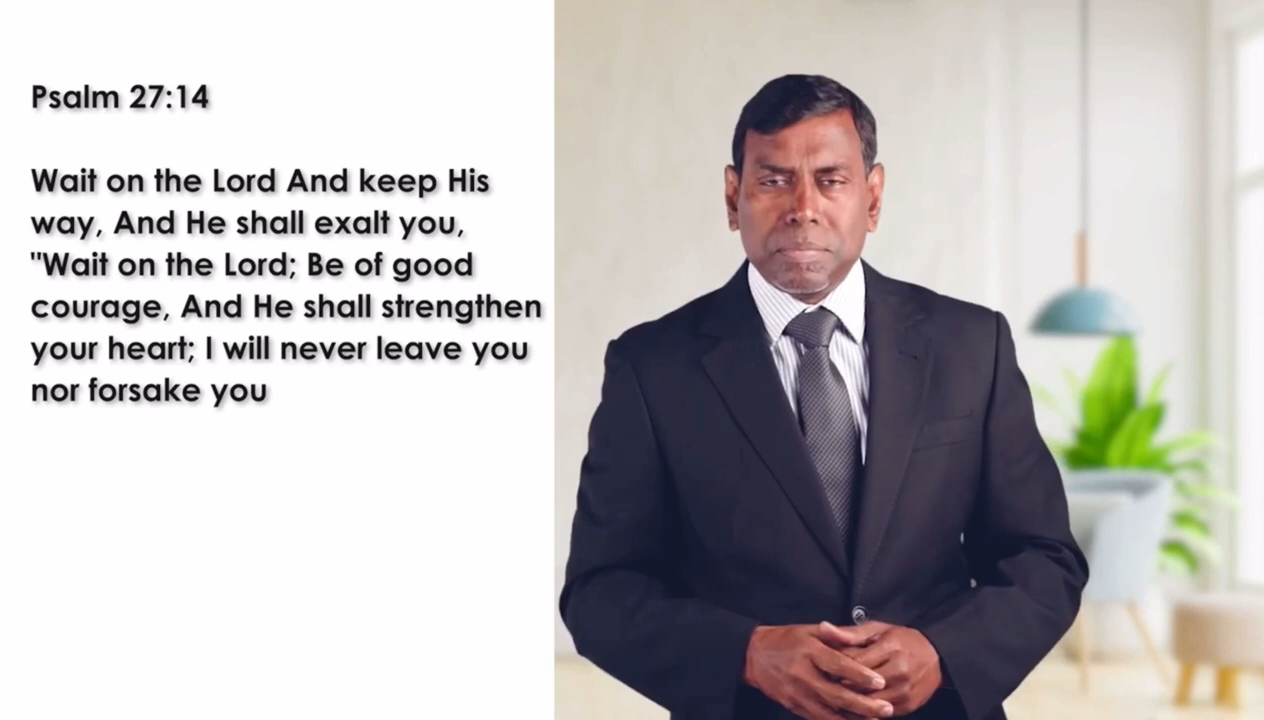 Psalm 27:14
Wait on the Lord And keep His
way, And He shall exalt you,
"Wait on the Lord; Be of good
courage, And He shall strengthen
your heart; I will never leave you
nor forsake you